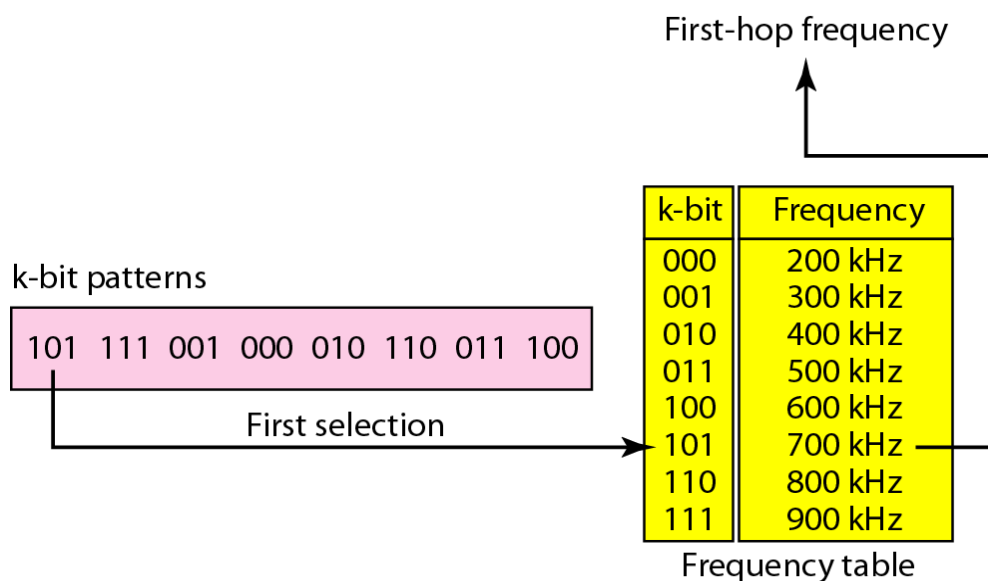 First-hop frequency
k-bit Frequency
000 200 kHz
001 300 kHz
010 400 kHz
011 500 kHz
100 600 kHz
101 700 kHz
110 800 kHz
111 900 kHz
Frequency table
k-bit patterns
101 111 001 000 010 110 011 100
First selection